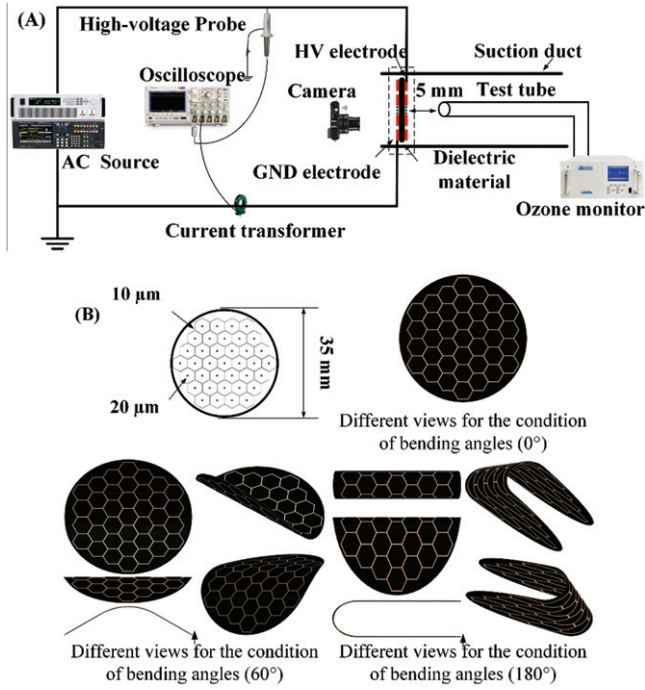 (A)
High-voltage Probe
HV electrode
Suction duct
Oscilloscope
Camera
5 mm
Test tube
AC Source
GND electrode
Dielectric
material
Ozone monitor
Current transformer
(B)
10 μm
20 μm
35 mm
Different views for the condition
of bending angles (0°)
Different views for the condition
of bending angles (60°)
Different views for the condition
of bending angles (180°)